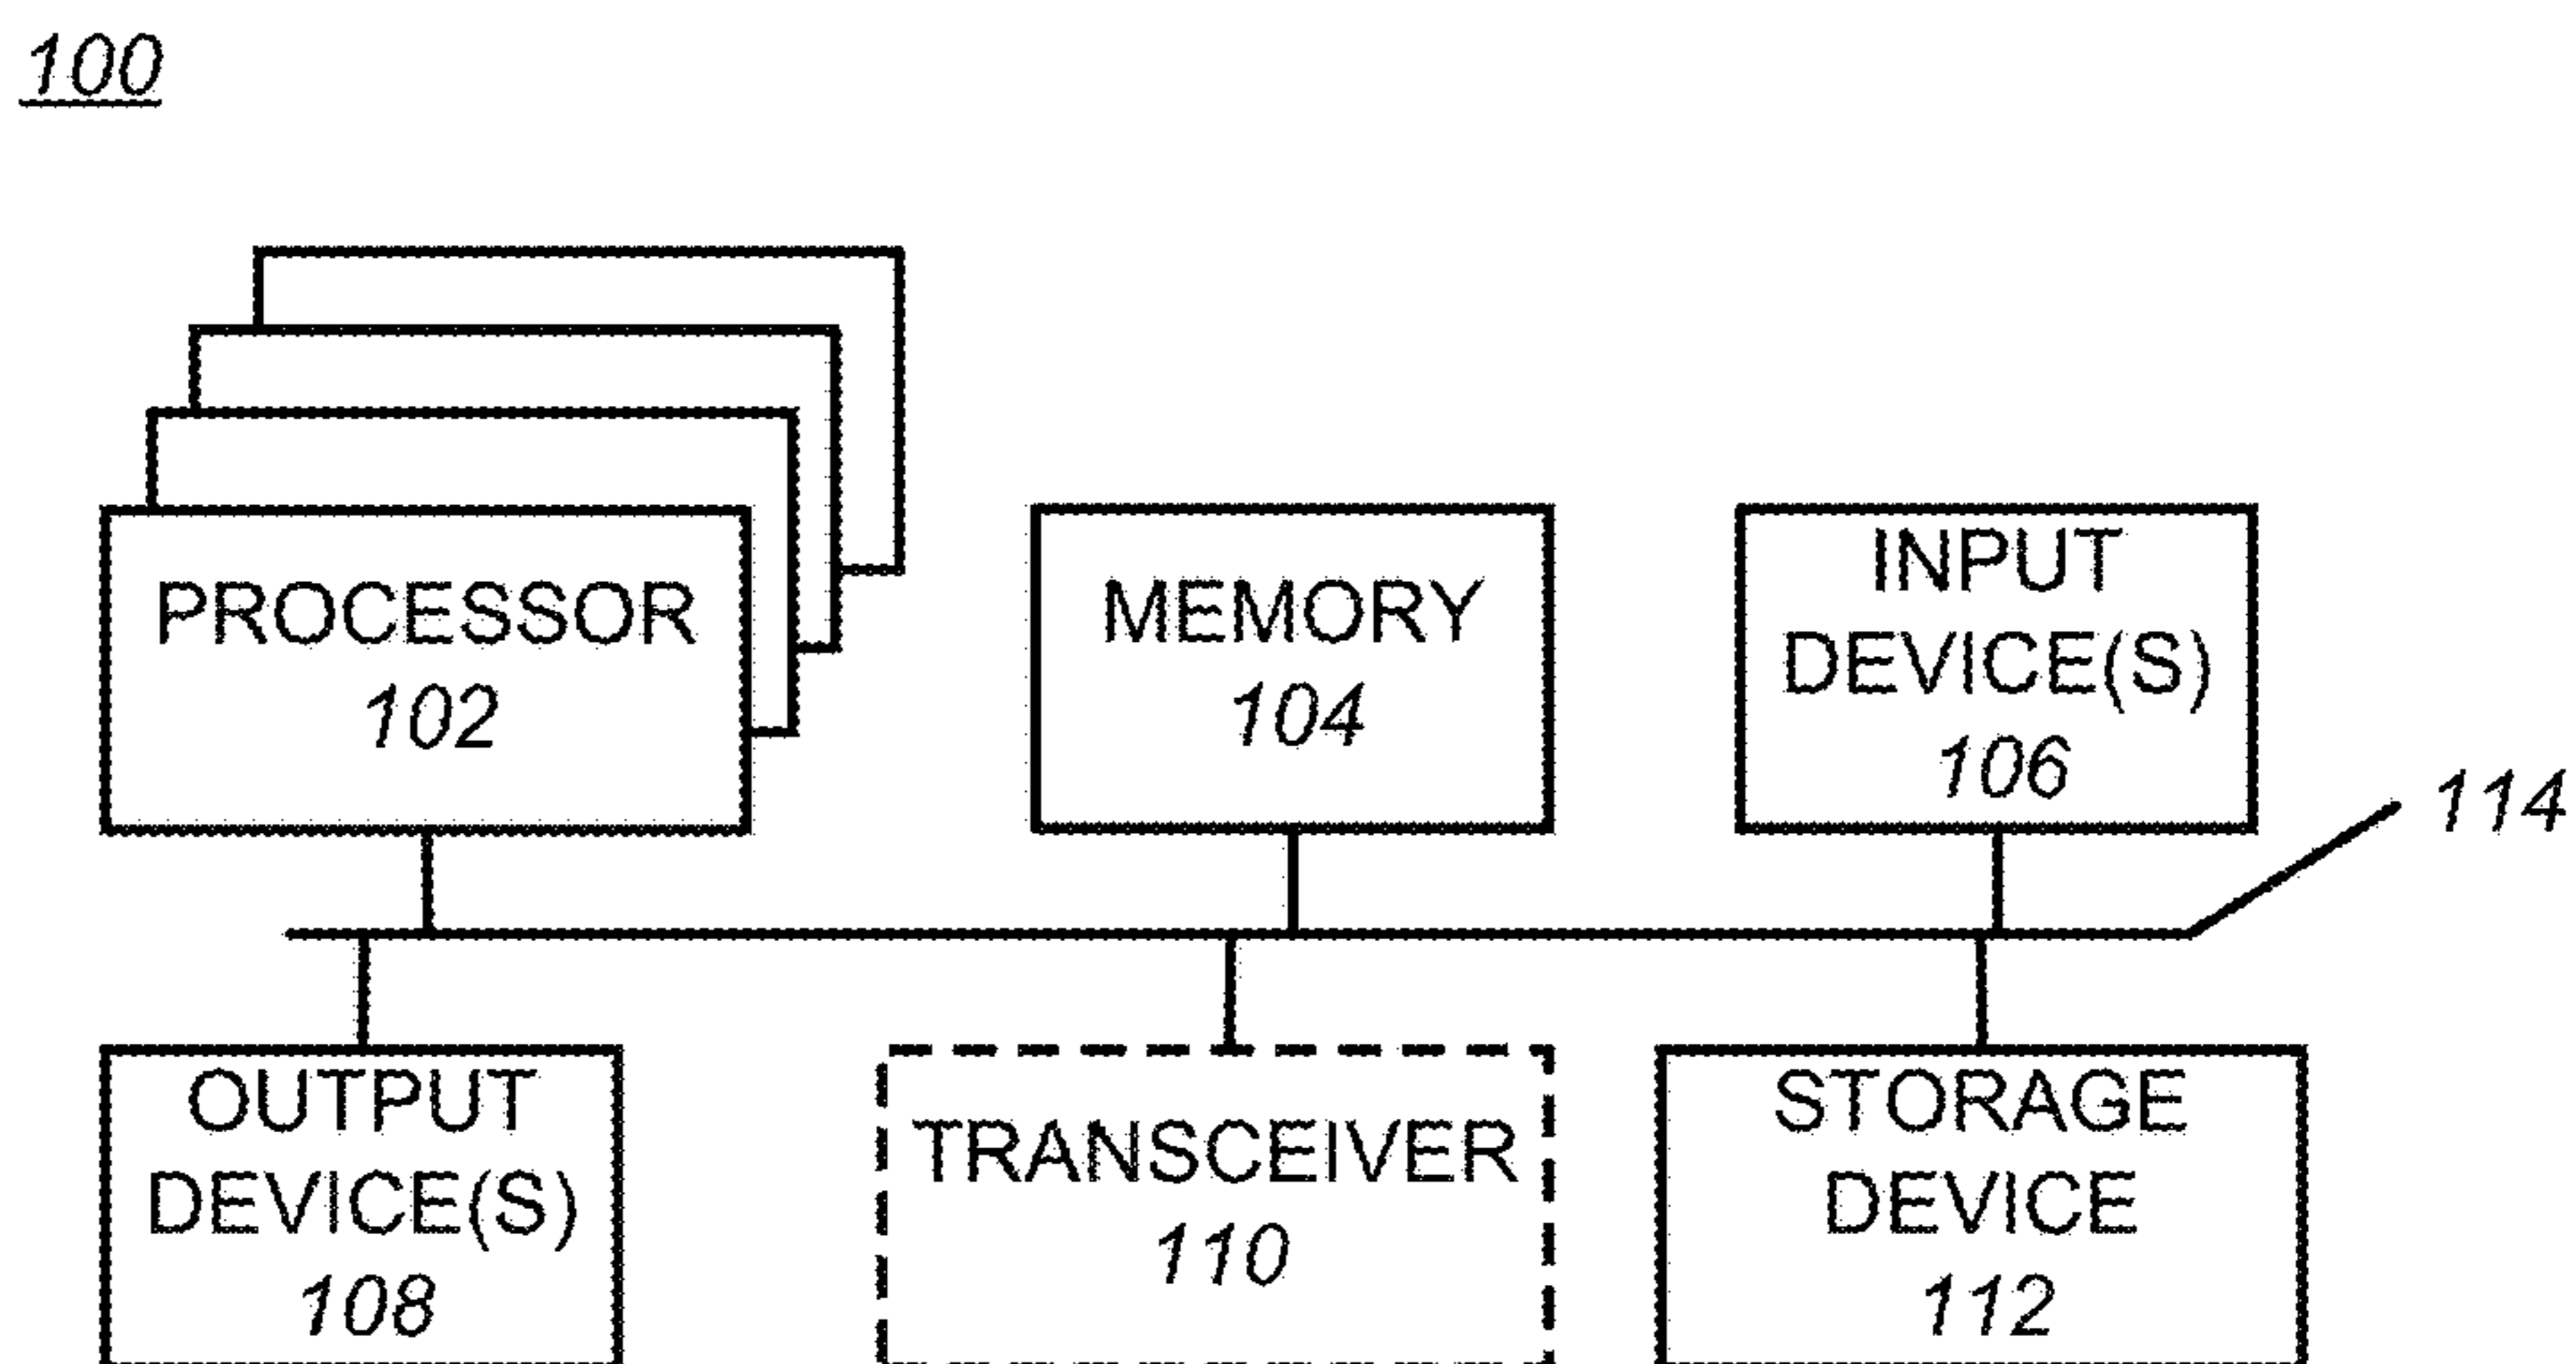 100
PROCESSOR
102
MEMORY
104
INPUT
DEVICE(S)
106
114
OUTPUT
DEVICE(S)
108
TRANSCEIVER
110
STORAGE
DEVICE
112